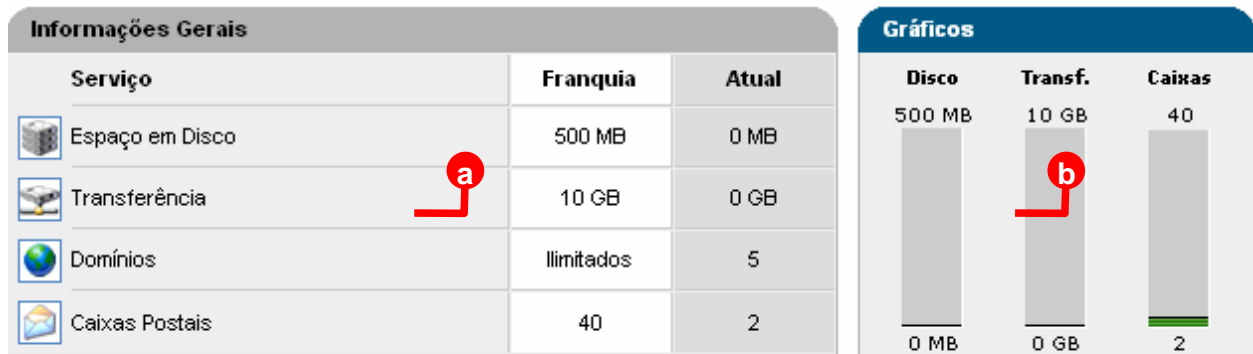 Informações Gerais
Serviço Franquia Atual
Espaço em Disco 500 MB 0 MB
Transferência 10 GB 0 GB
Domínios Ilimitados 5
Caixas Postais 40 2
a
Gráficos
Disco Transf. Caixas
500 MB 10 GB 40
b
0 MB 0 GB 2